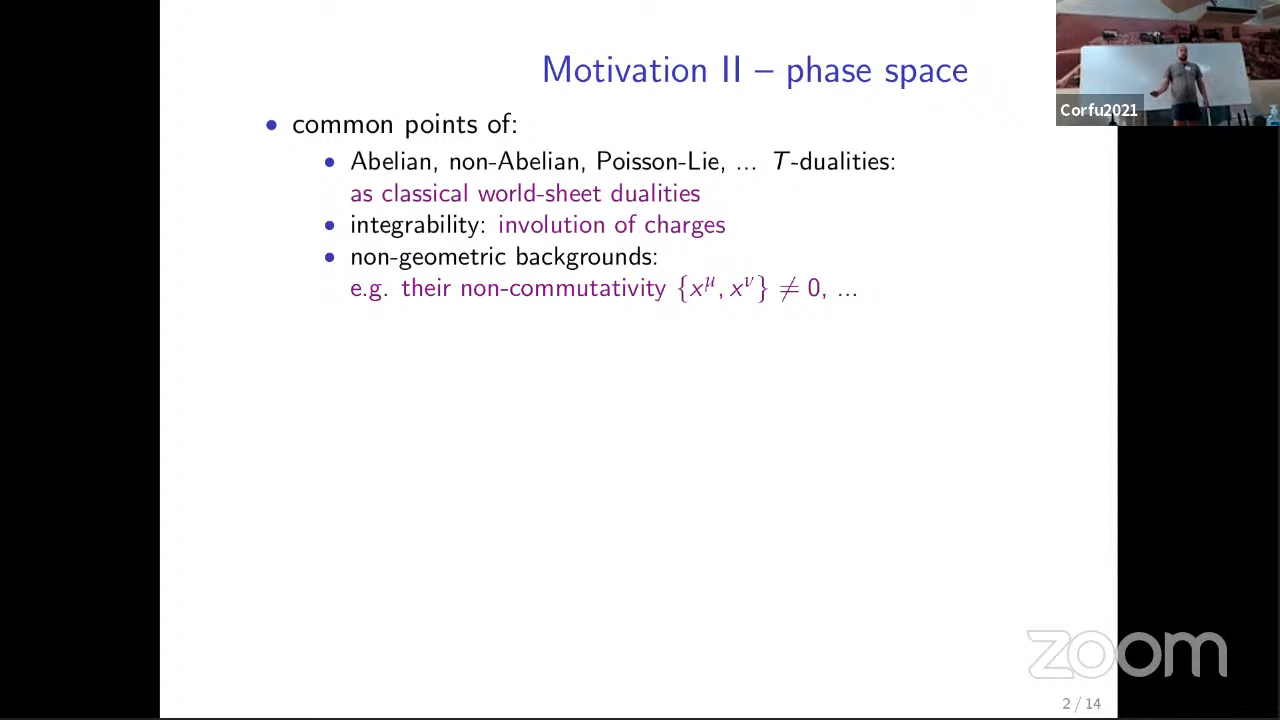 Motivation II – phase space
Corfu2021
• common points of:
• Abelian, non-Abelian, Poisson-Lie, ... T-dualities:
as classical world-sheet dualities
• integrability: involution of charges
• non-geometric backgrounds:
e.g. their non-commutativity {x^μ, x^ν} ≠ 0, ...
zoom
2 / 14